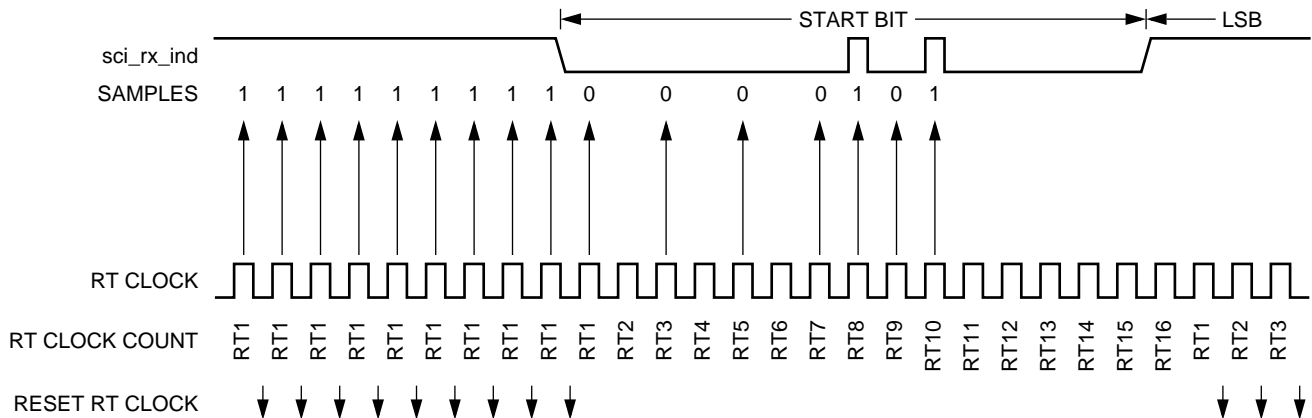 START BIT LSB
sci_rx_ind
SAMPLES 1 1 1 1 1 1 1 1 1 0 0 0 0 1 0 1
RT CLOCK
RT CLOCK COUNT RT1 RT1 RT1 RT1 RT1 RT1 RT1 RT1 RT1 RT1 RT2 RT3 RT4 RT5 RT6 RT7 RT8 RT9 RT10 RT11 RT12 RT13 RT14 RT15 RT16 RT1 RT2 RT3
RESET RT CLOCK